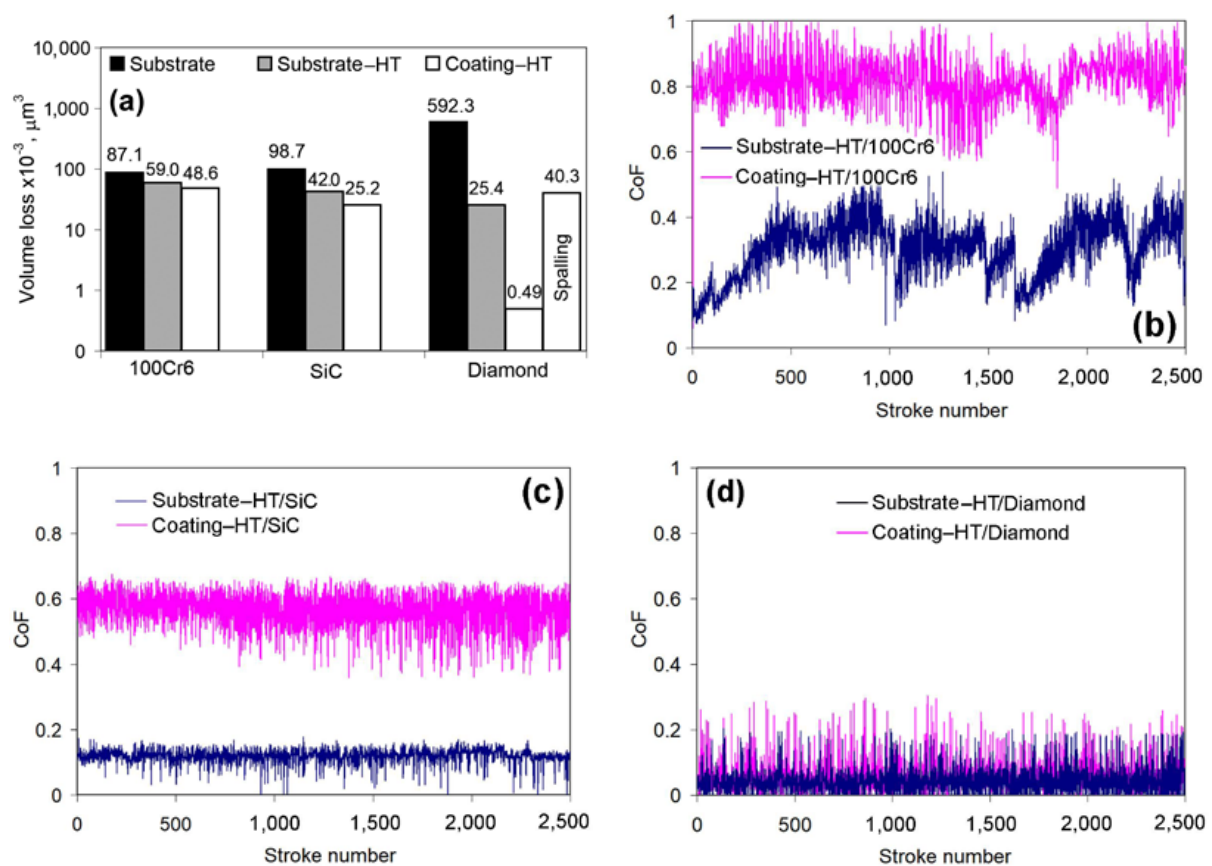 10,000
1,000
100
10
1
0
Volume loss x10⁻³, µm³
Substrate
Substrate–HT
Coating–HT
(a)
87.1
59.0
48.6
98.7
42.0
25.2
592.3
25.4
0.49
40.3
Spalling
100Cr6
SiC
Diamond
1
0.8
0.6
0.4
0.2
0
CoF
Substrate–HT/100Cr6
Coating–HT/100Cr6
(b)
0
500
1,000
1,500
2,000
2,500
Stroke number
1
0.8
0.6
0.4
0.2
0
CoF
Substrate–HT/SiC
Coating–HT/SiC
(c)
0
500
1,000
1,500
2,000
2,500
Stroke number
1
0.8
0.6
0.4
0.2
0
CoF
(d)
Substrate–HT/Diamond
Coating–HT/Diamond
0
500
1,000
1,500
2,000
2,500
Stroke number